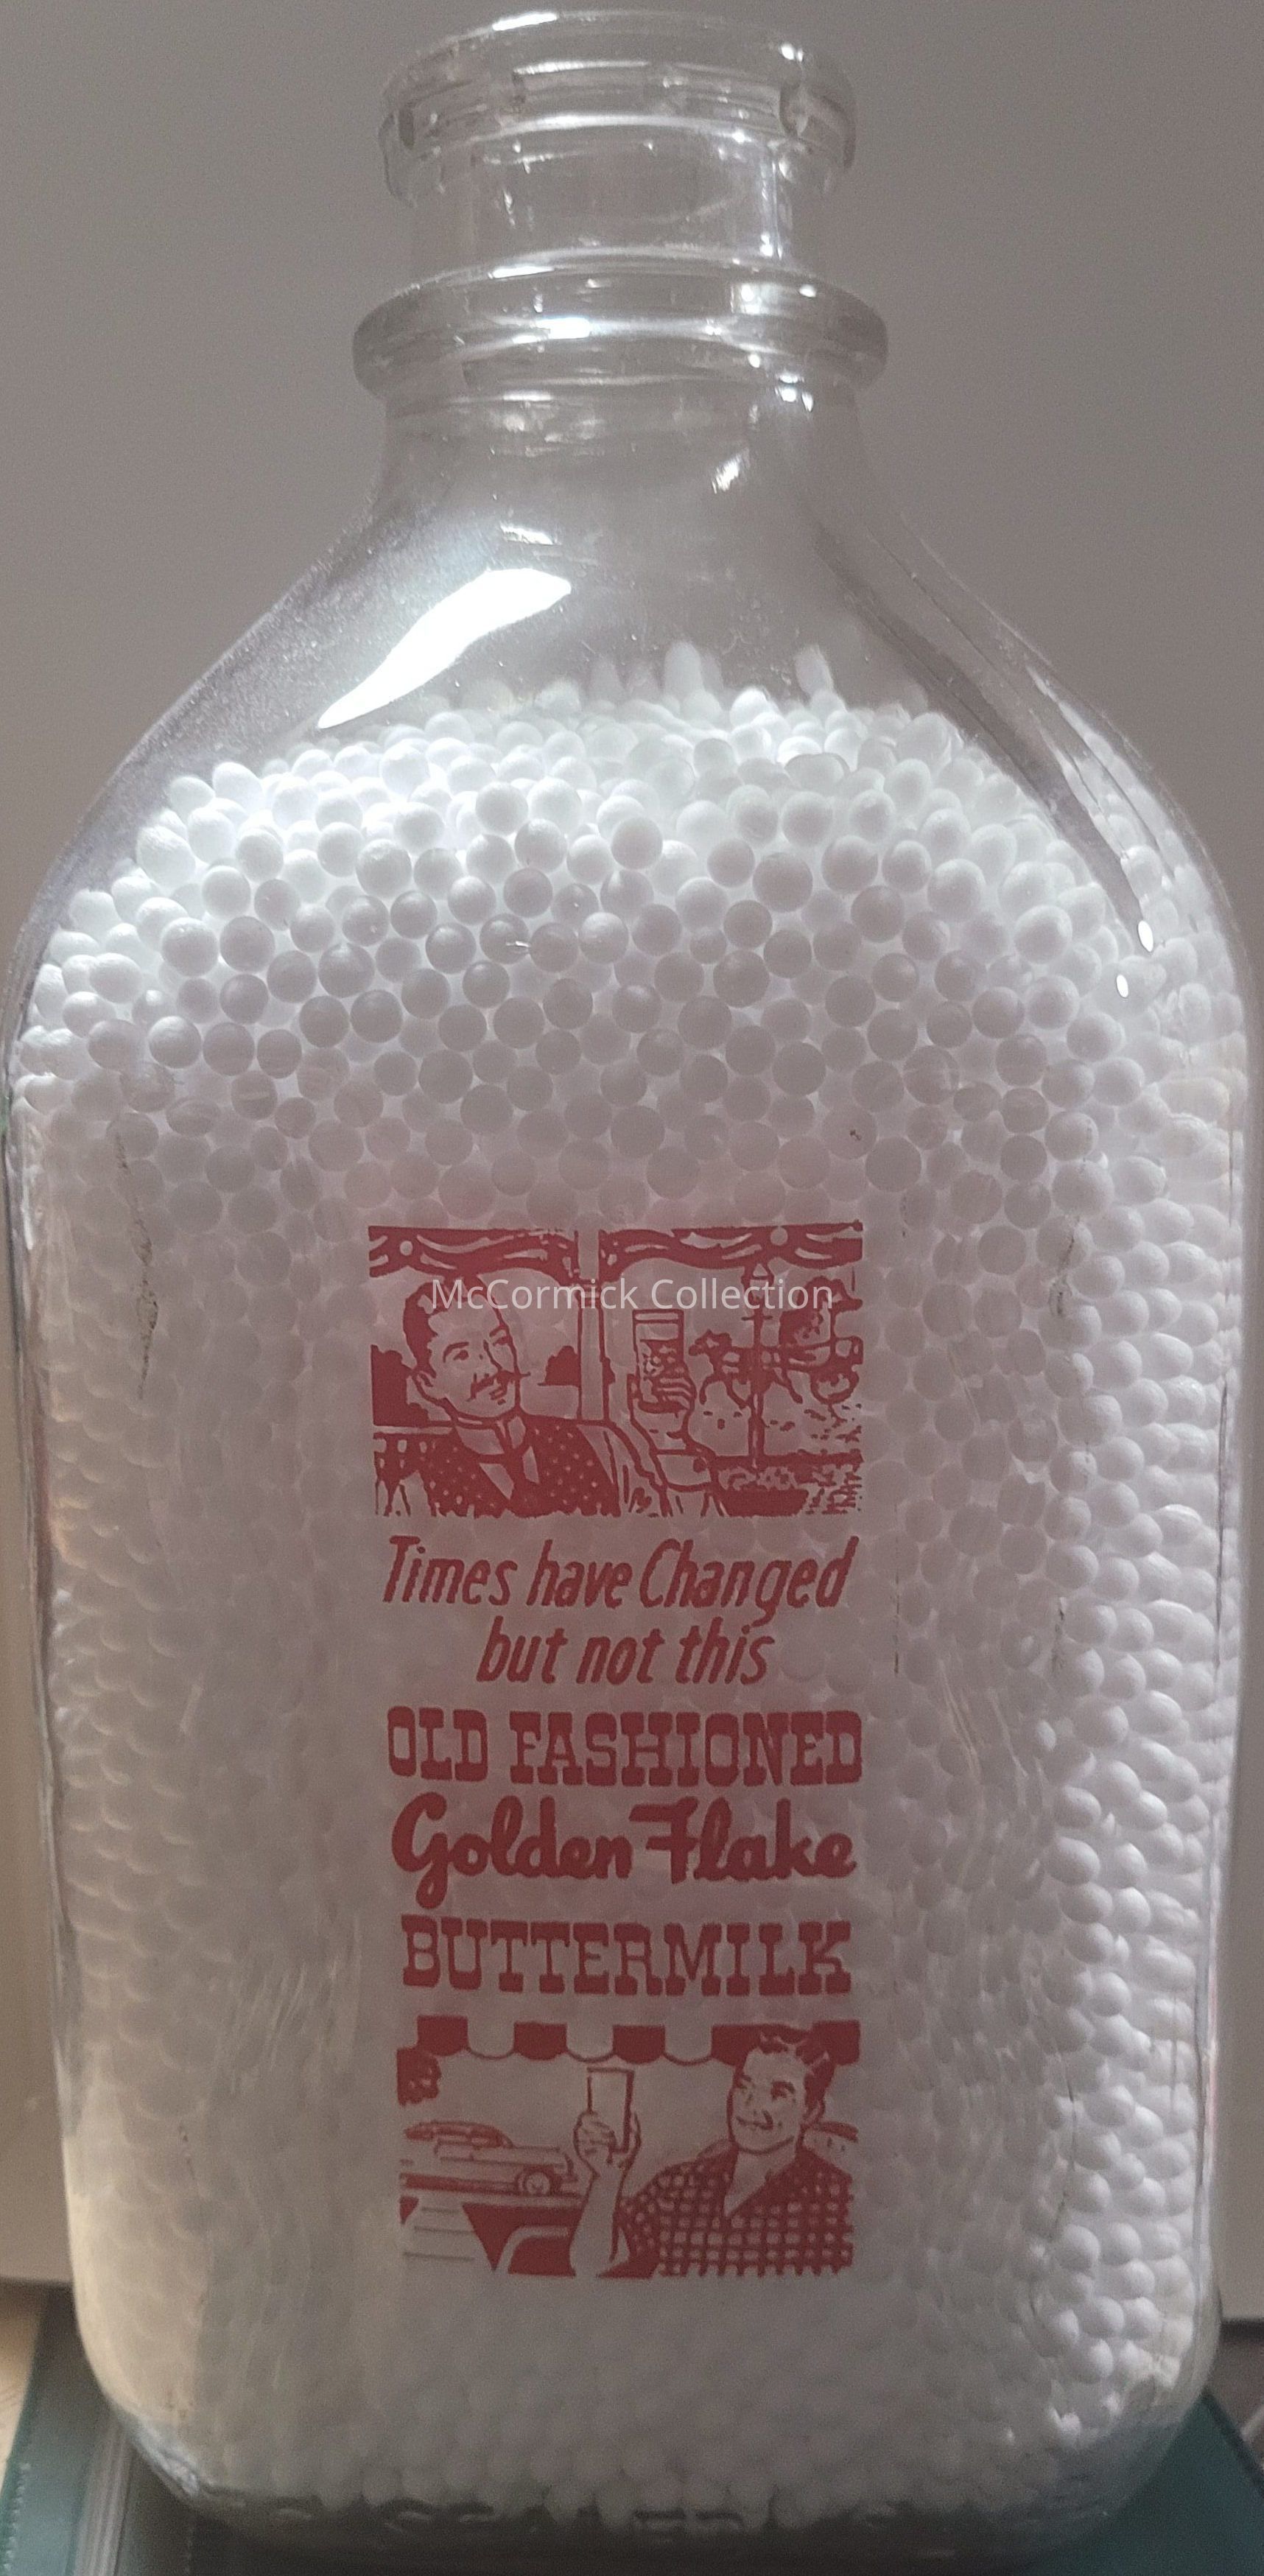 McCormick Collection
Times have Changed
but not this
OLD FASHIONED
Golden Flake
BUTTERMILK